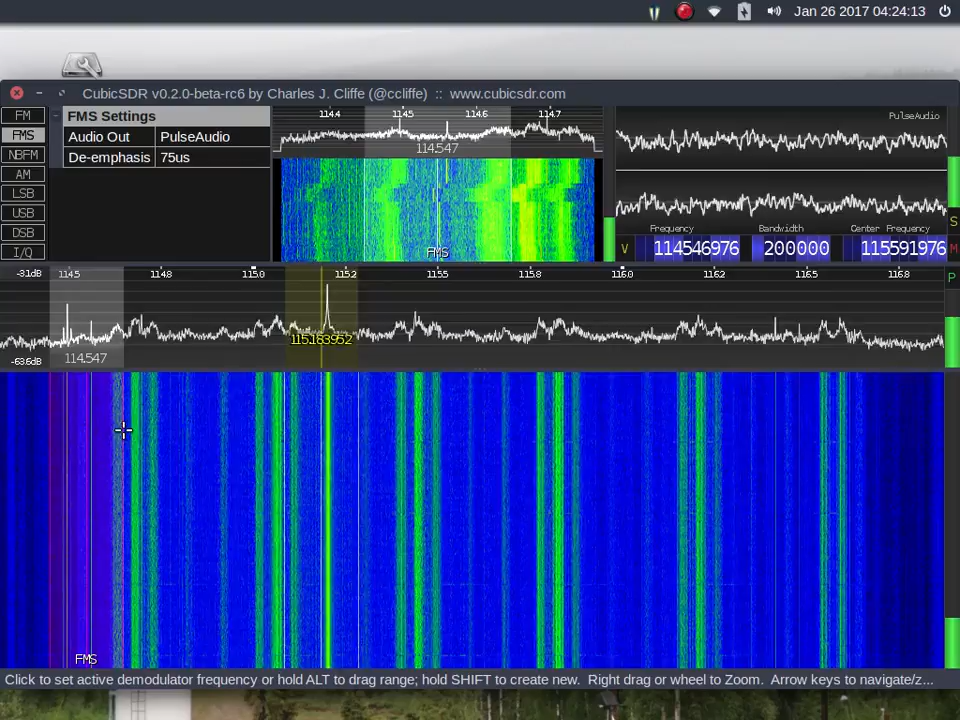 Jan 26 2017 04:24:13
CubicSDR v0.2.0-beta-rc6 by Charles J. Cliffe (@ccliffe) :: www.cubicsdr.com
FM
FMS
NBFM
AM
LSB
USB
DSB
I/Q
FMS Settings
Audio Out PulseAudio
De-emphasis 75us
114.4 114.5 114.6 114.7
114.547
FMS
PulseAudio
Frequency Bandwidth Center Frequency
V 114546976 200000 115591976 M
S
-3.1dB 114.5 114.8 115.0 115.2 115.5 115.8 116.0 116.2 116.5 116.8 P
115.163952
-63.6dB 114.547
FMS
Click to set active demodulator frequency or hold ALT to drag range; hold SHIFT to create new. Right drag or wheel to Zoom. Arrow keys to navigate/z...